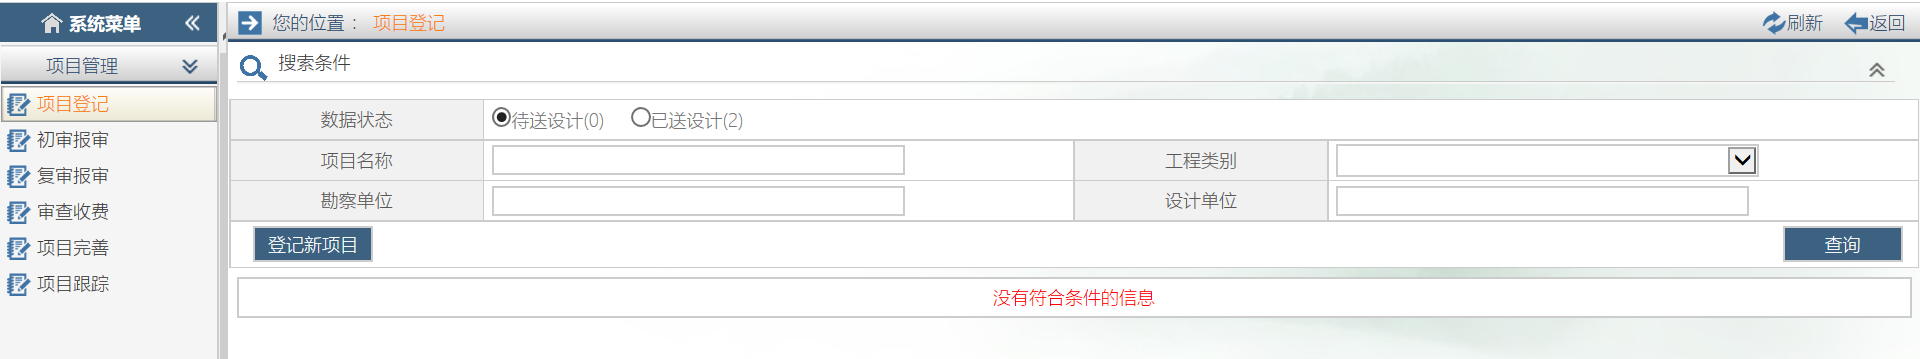 系统菜单
项目管理
项目登记
初审报审
复审报审
审查收费
项目完善
项目跟踪
您的位置： 项目登记
刷新 返回
搜索条件
数据状态 待送设计(0) 已送设计(2)
项目名称 工程类别
勘察单位 设计单位
登记新项目 查询
没有符合条件的信息